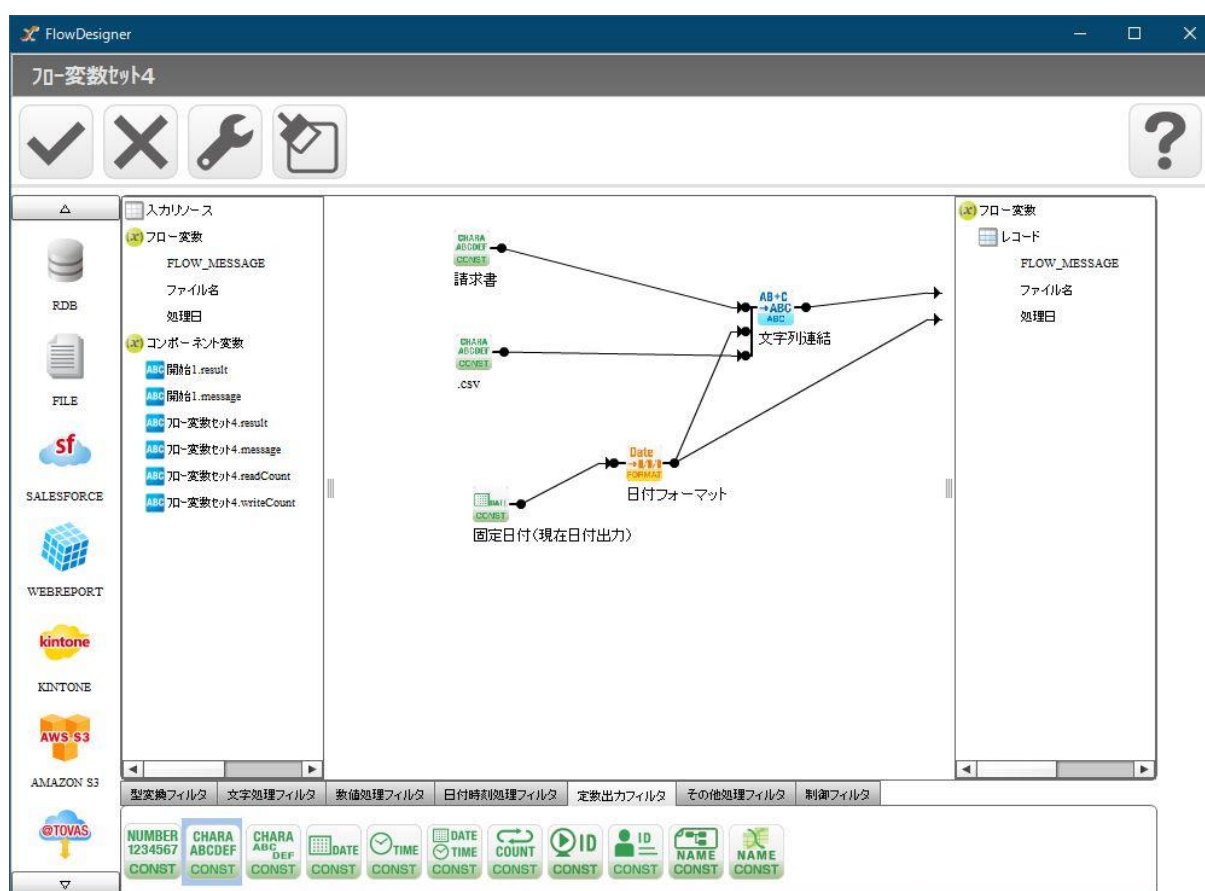 FlowDesigner
フロー変数セット4
△
RDB
FILE
sf
SALESFORCE
WEBREPORT
kintone
KINTONE
AWS S3
AMAZON S3
@TOVAS
▽
入力リソース
(x) フロー変数
FLOW_MESSAGE
ファイル名
処理日
(x) コンポーネント変数
ABC 開始1.result
ABC 開始1.message
ABC フロー変数セット4.result
ABC フロー変数セット4.message
ABC フロー変数セット4.readCount
ABC フロー変数セット4.writeCount
CHARA
ABCDEF
CONST
請求書
CHARA
ABCDEF
CONST
.csv
AB+C
→ABC
ABC
文字列連結
Date
→//
FORMAT
日付フォーマット
DATE
CONST
固定日付(現在日付出力)
(x) フロー変数
レコード
FLOW_MESSAGE
ファイル名
処理日
型変換フィルタ 文字処理フィルタ 数値処理フィルタ 日付時刻処理フィルタ 定数出力フィルタ その他処理フィルタ 制御フィルタ
NUMBER
1234567
CONST
CHARA
ABCDEF
CONST
CHARA
ABC
DEF
CONST
DATE
CONST
TIME
CONST
DATE
TIME
CONST
COUNT
CONST
ID
CONST
ID
CONST
NAME
CONST
NAME
CONST